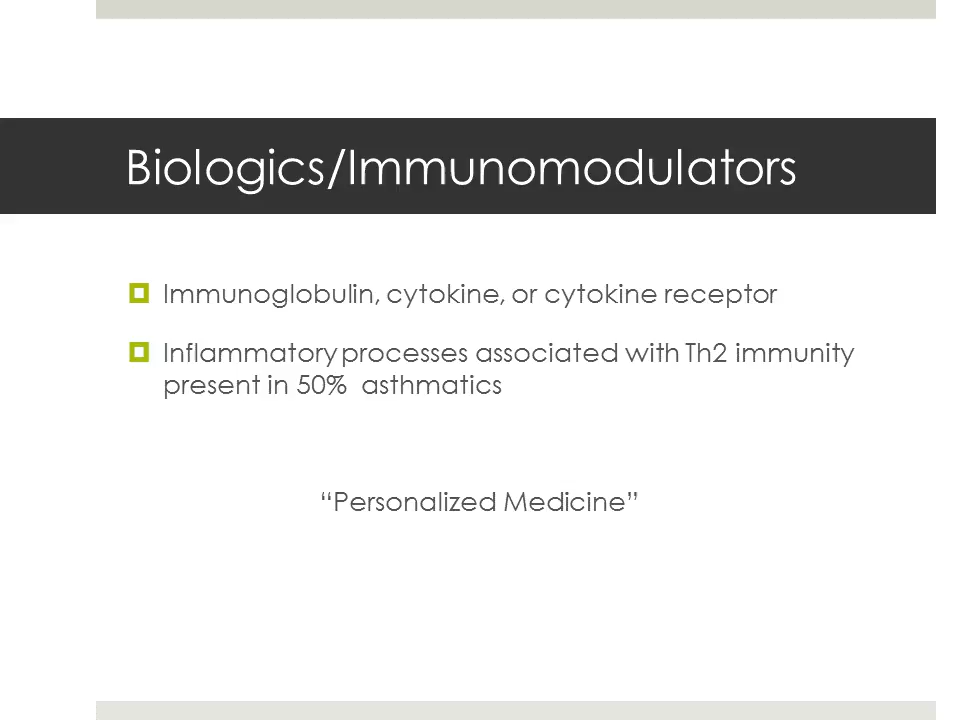 Biologics/Immunomodulators
Immunoglobulin, cytokine, or cytokine receptor
Inflammatory processes associated with Th2 immunity
present in 50% asthmatics
“Personalized Medicine”